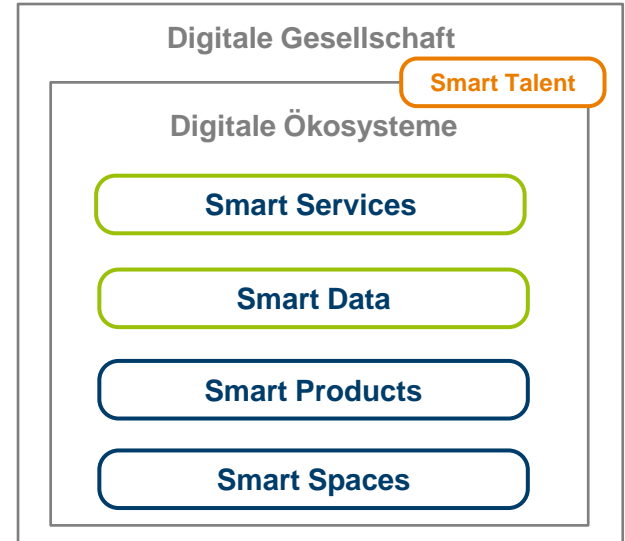 Digitale Gesellschaft
Smart Talent
Digitale Ökosysteme
Smart Services
Smart Data
Smart Products
Smart Spaces